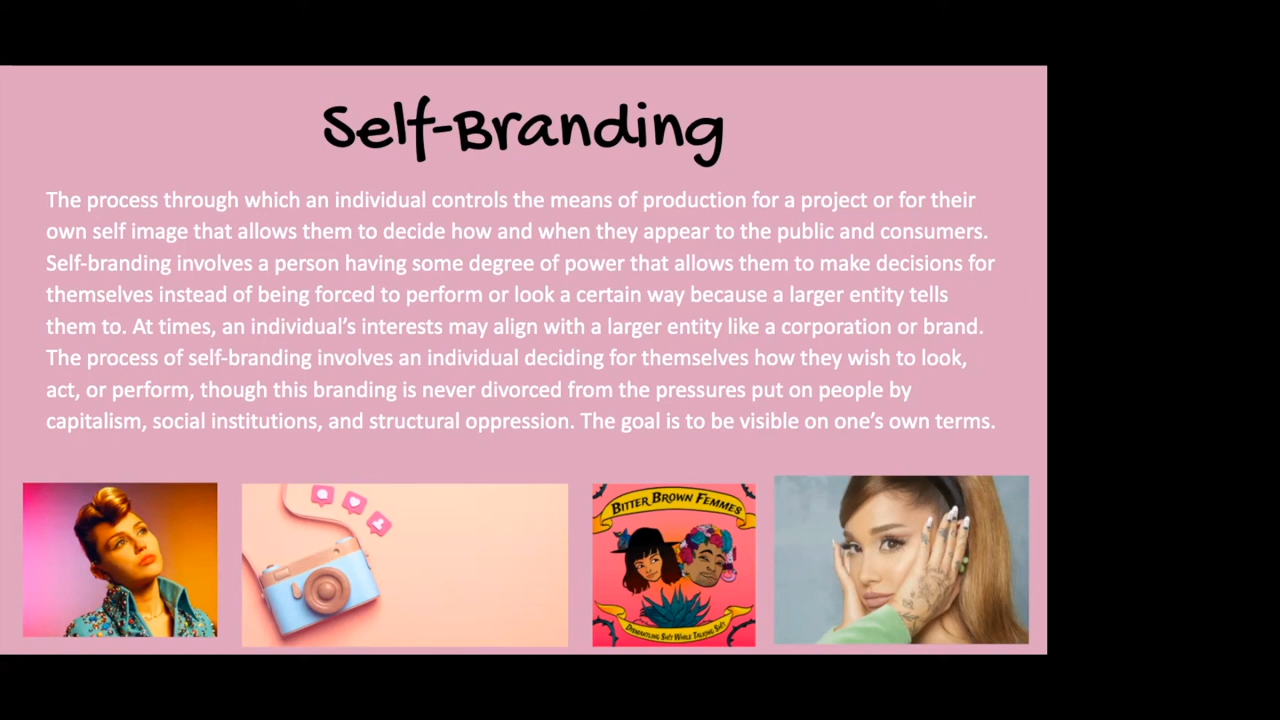 Self-Branding
The process through which an individual controls the means of production for a project or for their
own self image that allows them to decide how and when they appear to the public and consumers.
Self-branding involves a person having some degree of power that allows them to make decisions for
themselves instead of being forced to perform or look a certain way because a larger entity tells
them to. At times, an individual’s interests may align with a larger entity like a corporation or brand.
The process of self-branding involves an individual deciding for themselves how they wish to look,
act, or perform, though this branding is never divorced from the pressures put on people by
capitalism, social institutions, and structural oppression. The goal is to be visible on one’s own terms.
BITTER BROWN FEMMES
DISMANTLING SH*T WHILE TALKING SH*T